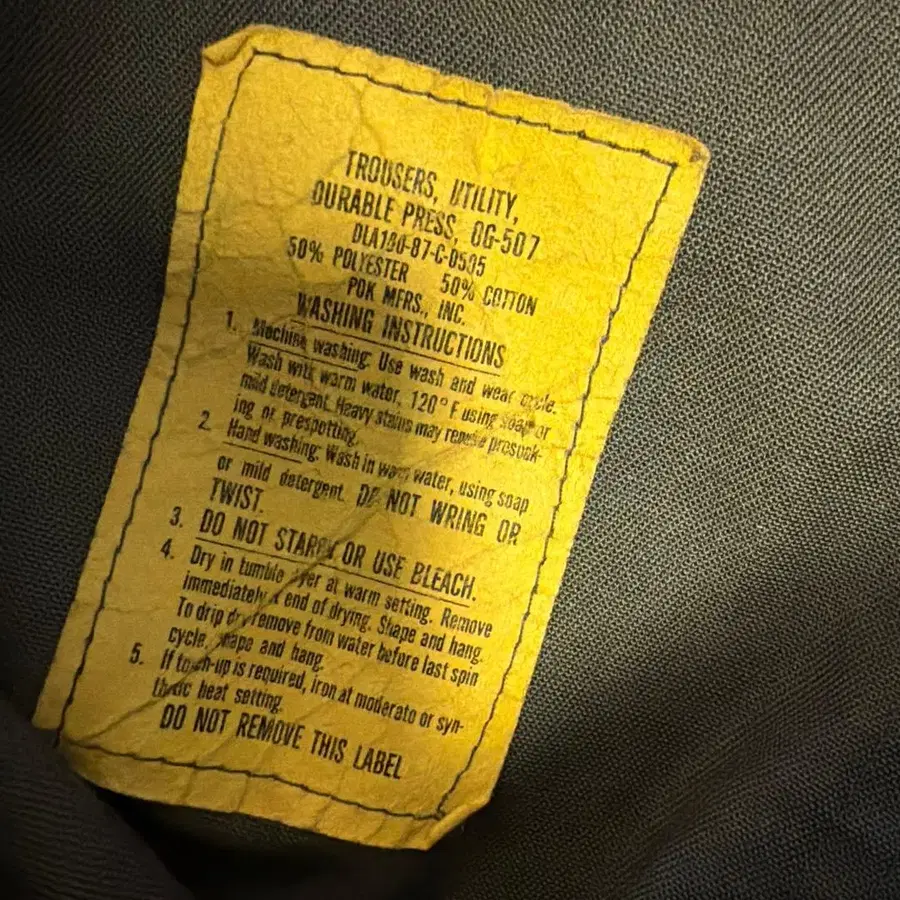 TROUSERS, UTILITY,
DURABLE PRESS, OG-507
DLA100-87-C-0595
50% POLYESTER 50% COTTON
POK MFRS., INC.
WASHING INSTRUCTIONS
1. Machine washing: Use wash and wear cycle.
Wash with warm water, 120° F using soap or
mild detergent. Heavy stains may require presoak-
ing or prespotting.
2. Hand washing: Wash in warm water, using soap
or mild detergent. DO NOT WRING OR
TWIST.
3. DO NOT STARCH OR USE BLEACH.
4. Dry in tumble dryer at warm setting. Remove
immediately end of drying. Shape and hang.
To drip dry remove from water before last spin
cycle, shape and hang.
5. If touch-up is required, iron at moderate or syn-
thetic heat setting.
DO NOT REMOVE THIS LABEL